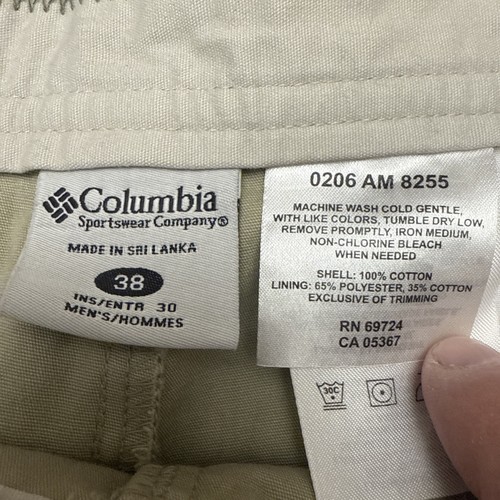 Columbia
Sportswear Company®
MADE IN SRI LANKA
38
INS/ENTR 30
MEN'S/HOMMES
0206 AM 8255
MACHINE WASH COLD GENTLE,
WITH LIKE COLORS, TUMBLE DRY LOW,
REMOVE PROMPTLY, IRON MEDIUM,
NON-CHLORINE BLEACH
WHEN NEEDED
SHELL: 100% COTTON
LINING: 65% POLYESTER, 35% COTTON
EXCLUSIVE OF TRIMMING
RN 69724
CA 05367
30C